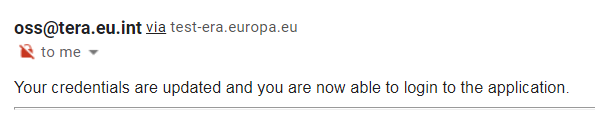 oss@tera.eu.int via test-era.europa.eu
to me
Your credentials are updated and you are now able to login to the application.